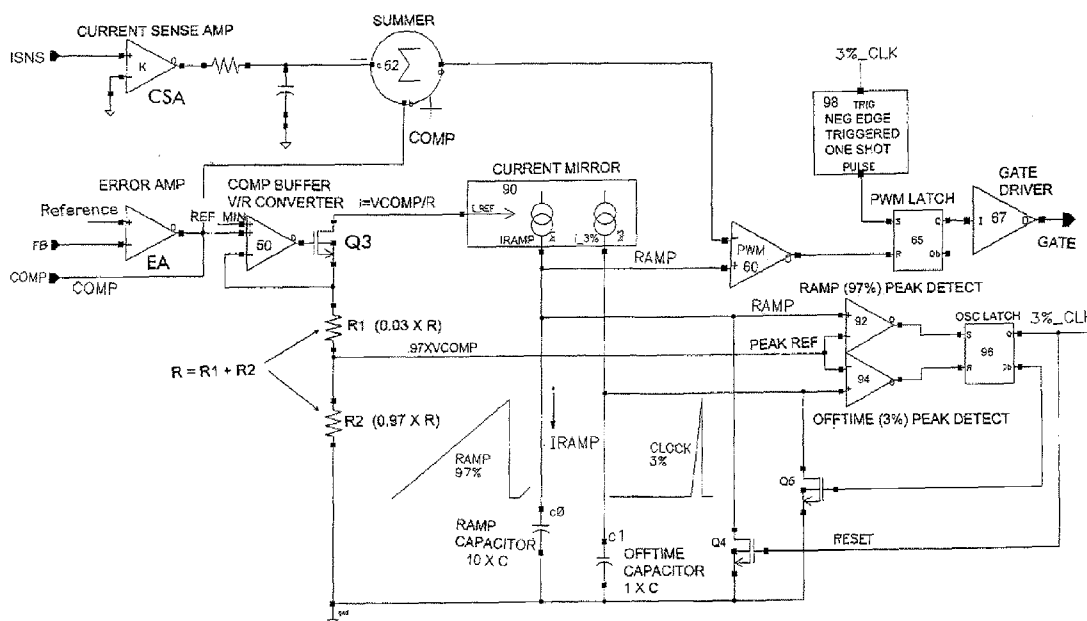 SUMMER
CURRENT SENSE AMP
ISNS
K
CSA
62
Σ
COMP
3%_CLK
98 TRIG
NEG EDGE
TRIGGERED
ONE SHOT
PULSE
ERROR AMP
COMP BUFFER
V/R CONVERTER
i=VCOMP/R
CURRENT MIRROR
90
I_REF
IRAMP
i_3%
Reference
REF_MIN
FB
EA
50
Q3
COMP
COMP
RAMP
PWM
60
PWM LATCH
S
Q
65
R
Qb
GATE
DRIVER
I
67
GATE
RAMP (97%) PEAK DETECT
RAMP
92
OSC LATCH
S
Q
96
R
Qb
3%_CLK
R1 (0.03 X R)
.97XVCOMP
PEAK REF
94
OFFTIME (3%) PEAK DETECT
R = R1 + R2
R2 (0.97 X R)
IRAMP
RAMP
97%
CLOCK
3%
Q5
c0
RAMP
CAPACITOR
10 X C
c1
OFFTIME
CAPACITOR
1 X C
Q4
RESET
gnd